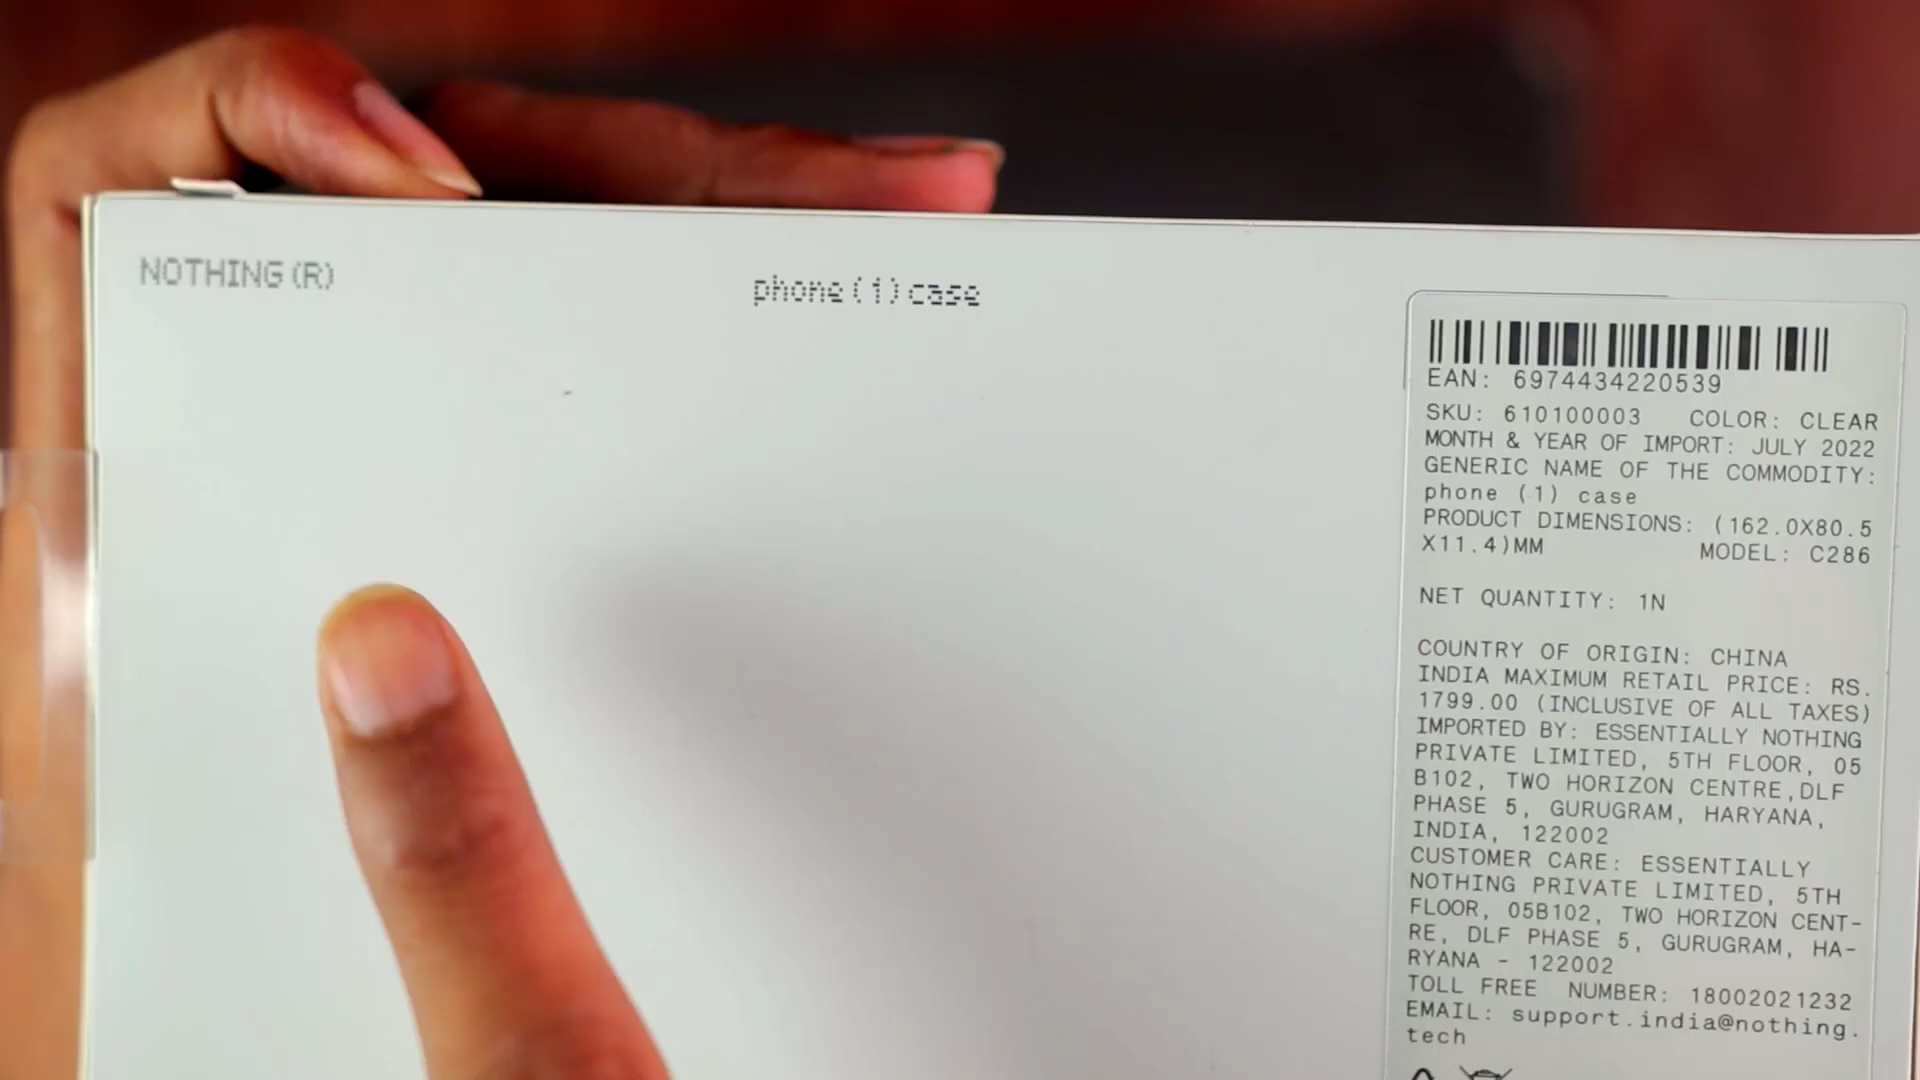 NOTHING(R)
phone(1)case
EAN: 6974434220539
SKU: 610100003 COLOR: CLEAR
MONTH & YEAR OF IMPORT: JULY 2022
GENERIC NAME OF THE COMMODITY:
phone (1) case
PRODUCT DIMENSIONS: (162.0X80.5
X11.4)MM MODEL: C286
NET QUANTITY: 1N
COUNTRY OF ORIGIN: CHINA
INDIA MAXIMUM RETAIL PRICE: RS.
1799.00 (INCLUSIVE OF ALL TAXES)
IMPORTED BY: ESSENTIALLY NOTHING
PRIVATE LIMITED, 5TH FLOOR, 05
B102, TWO HORIZON CENTRE,DLF
PHASE 5, GURUGRAM, HARYANA,
INDIA, 122002
CUSTOMER CARE: ESSENTIALLY
NOTHING PRIVATE LIMITED, 5TH
FLOOR, 05B102, TWO HORIZON CENT-
RE, DLF PHASE 5, GURUGRAM, HA-
RYANA - 122002
TOLL FREE NUMBER: 18002021232
EMAIL: support.india@nothing.
tech